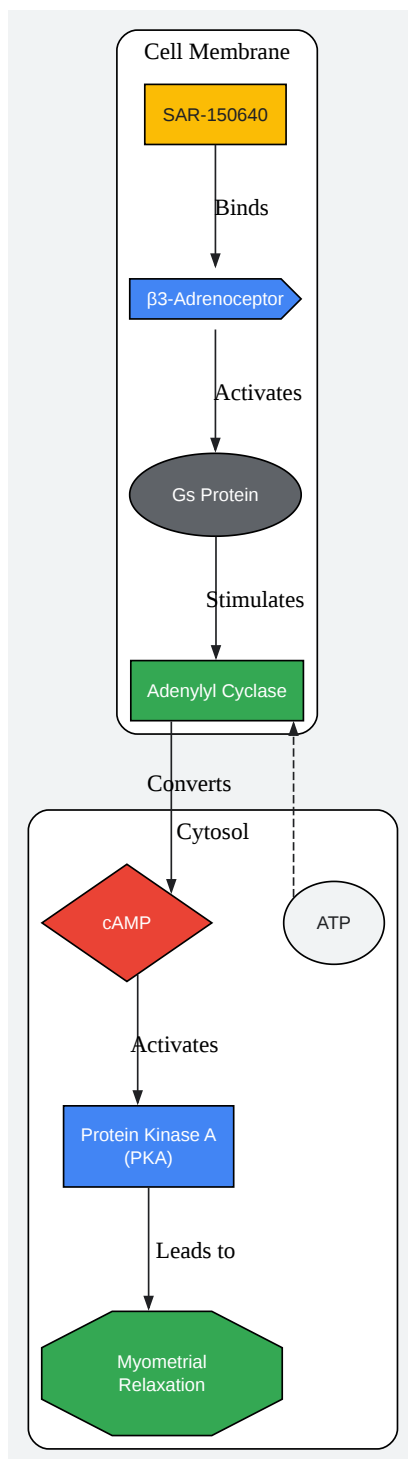 Cell Membrane
SAR-150640
Binds
β3-Adrenoceptor
Activates
Gs Protein
Stimulates
Adenylyl Cyclase
Converts
Cytosol
cAMP
ATP
Activates
Protein Kinase A
(PKA)
Leads to
Myometrial
Relaxation